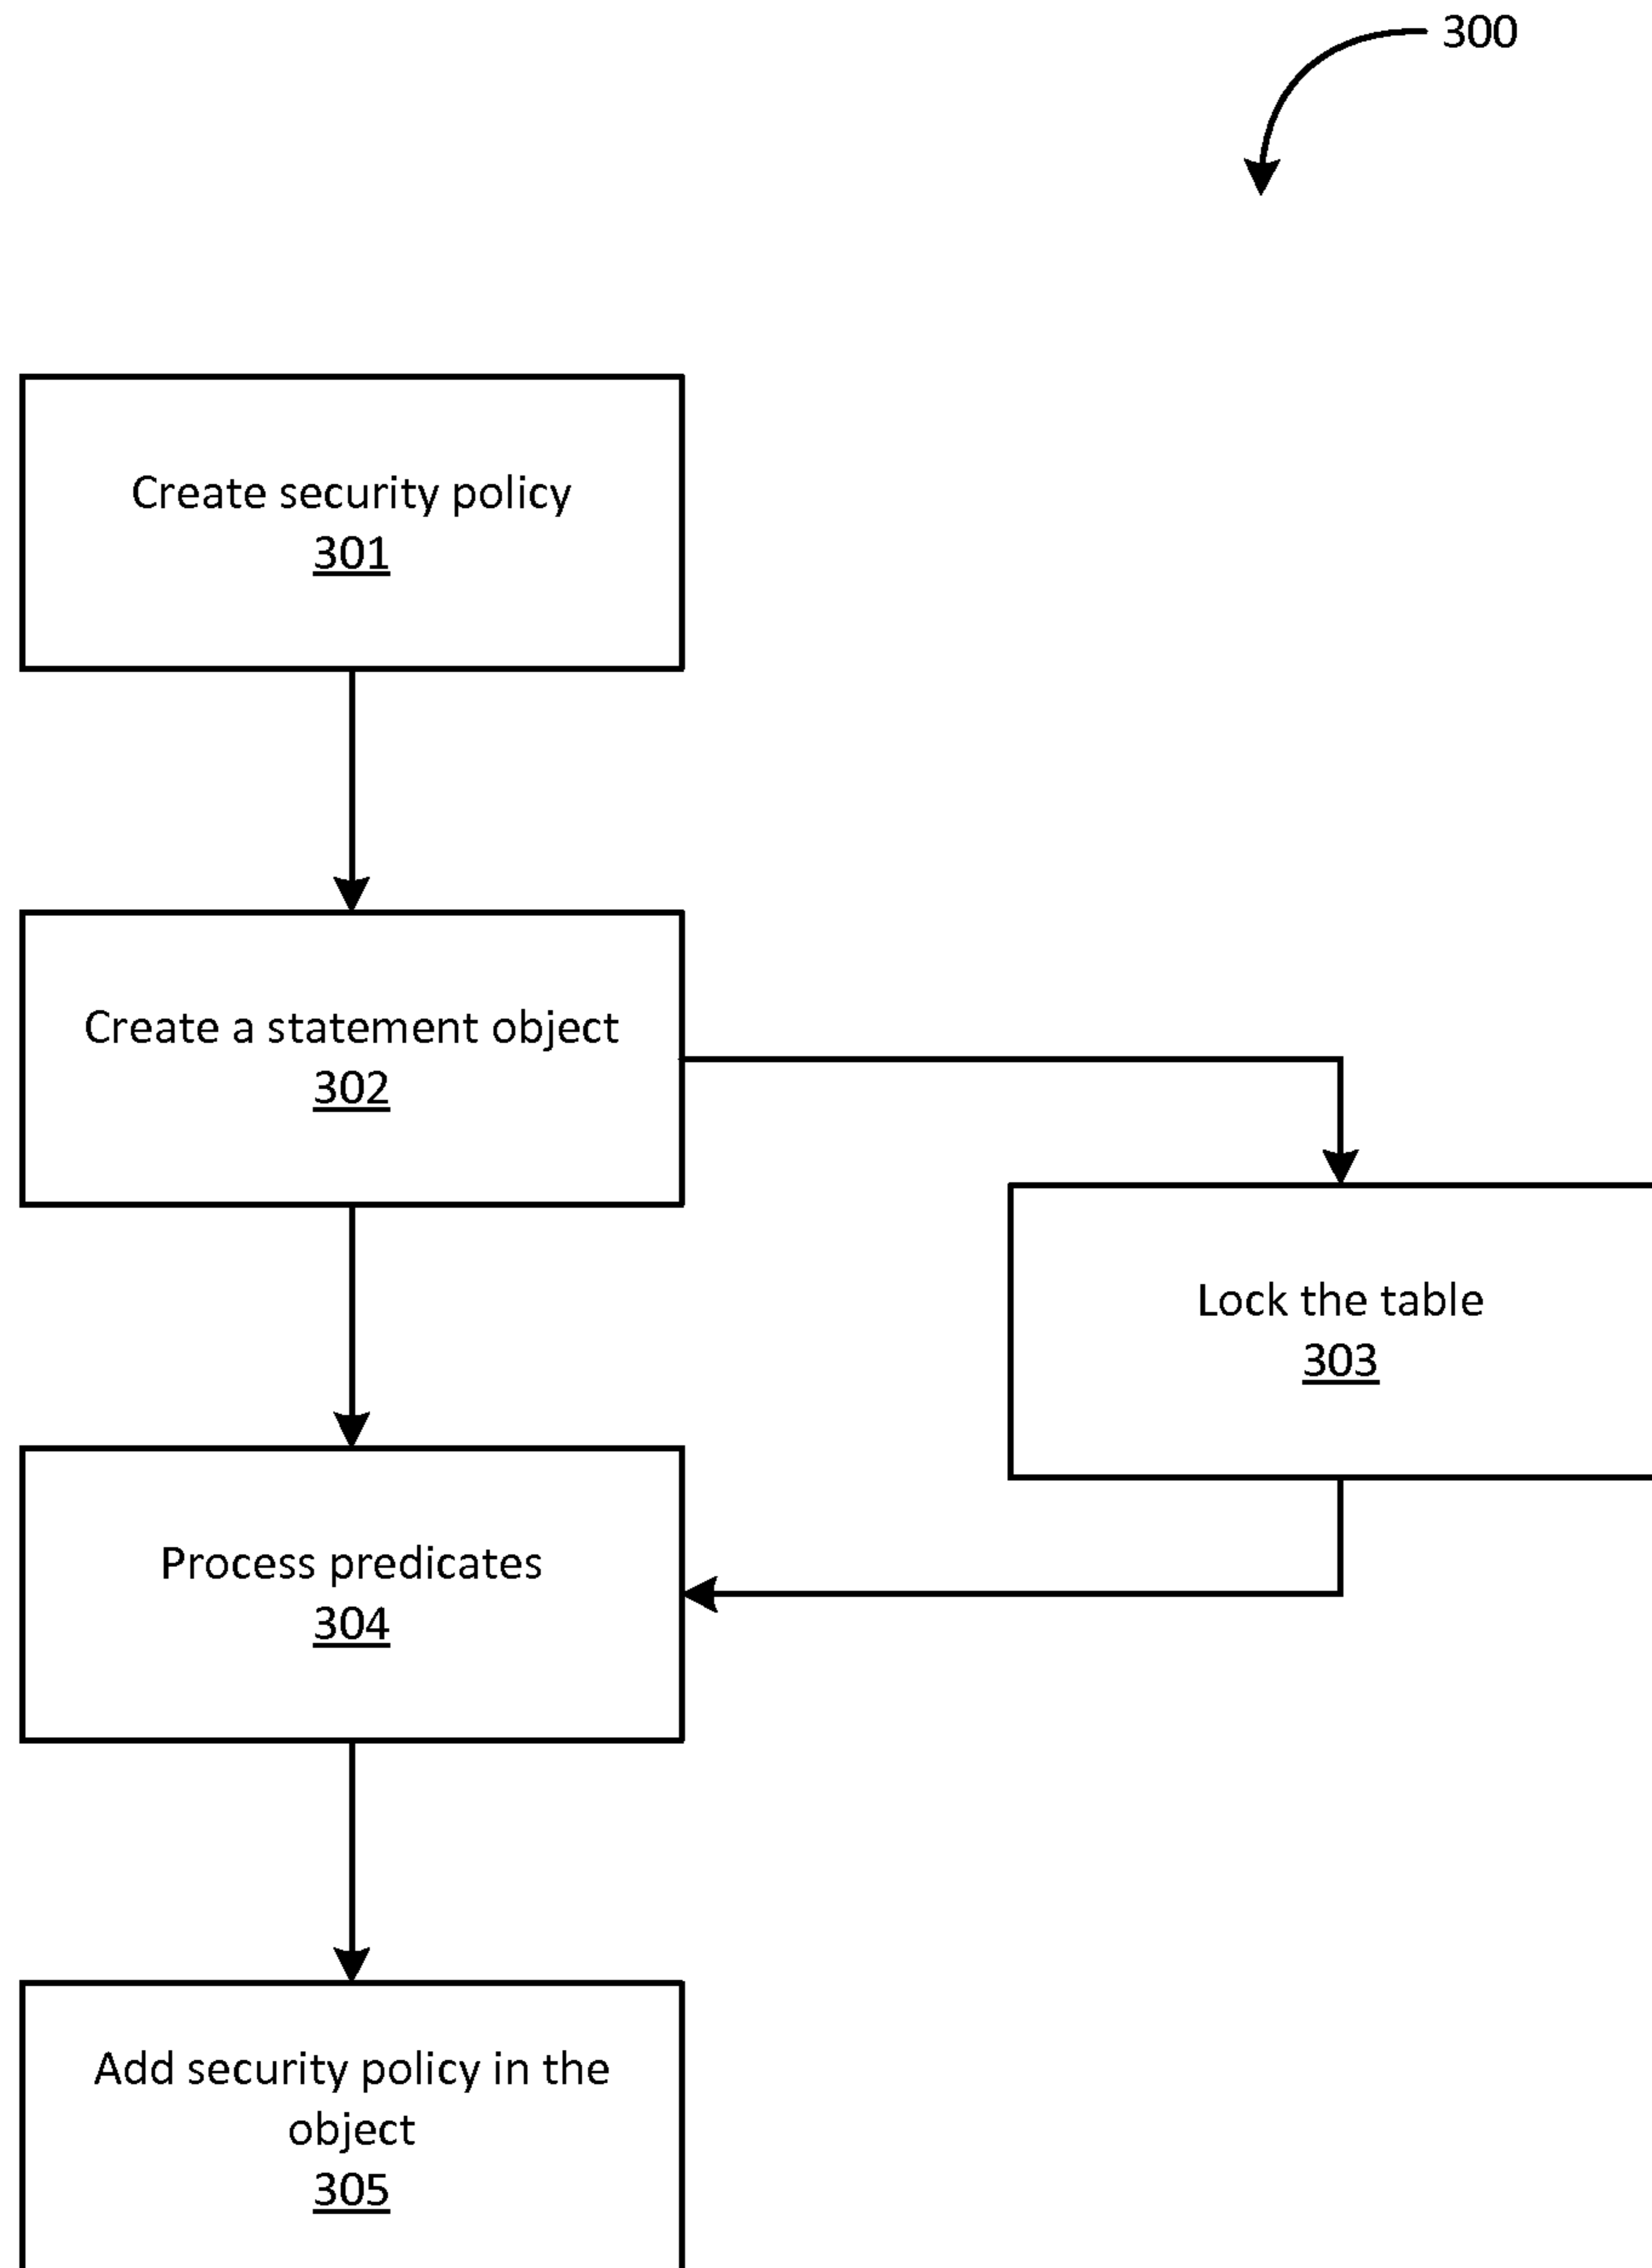 300
Create security policy
301
Create a statement object
302
Lock the table
303
Process predicates
304
Add security policy in the
object
305